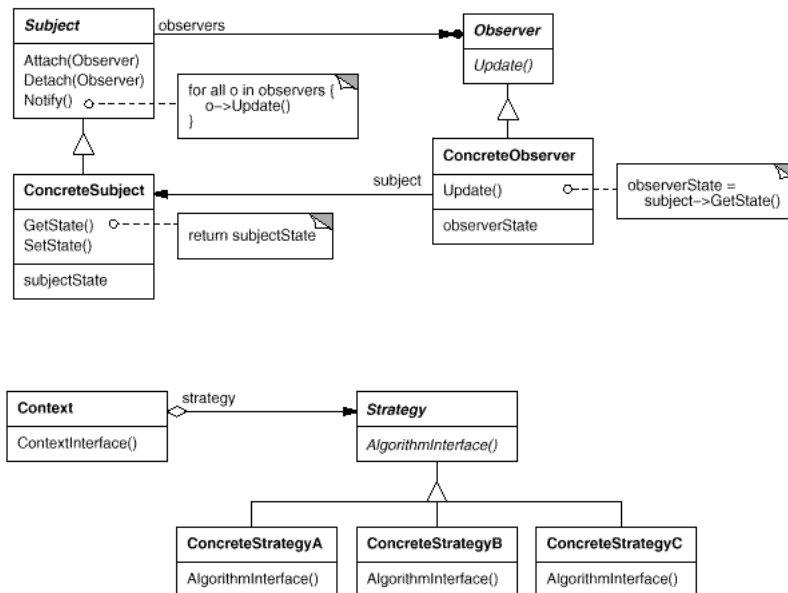 Subject
observers
Observer
Attach(Observer)
Detach(Observer)
Notify()
for all o in observers {
o->Update()
}
Update()
ConcreteObserver
Update()
observerState
observerState =
subject->GetState()
subject
ConcreteSubject
GetState()
SetState()
subjectState
return subjectState
Context
ContextInterface()
strategy
Strategy
AlgorithmInterface()
ConcreteStrategyA
AlgorithmInterface()
ConcreteStrategyB
AlgorithmInterface()
ConcreteStrategyC
AlgorithmInterface()